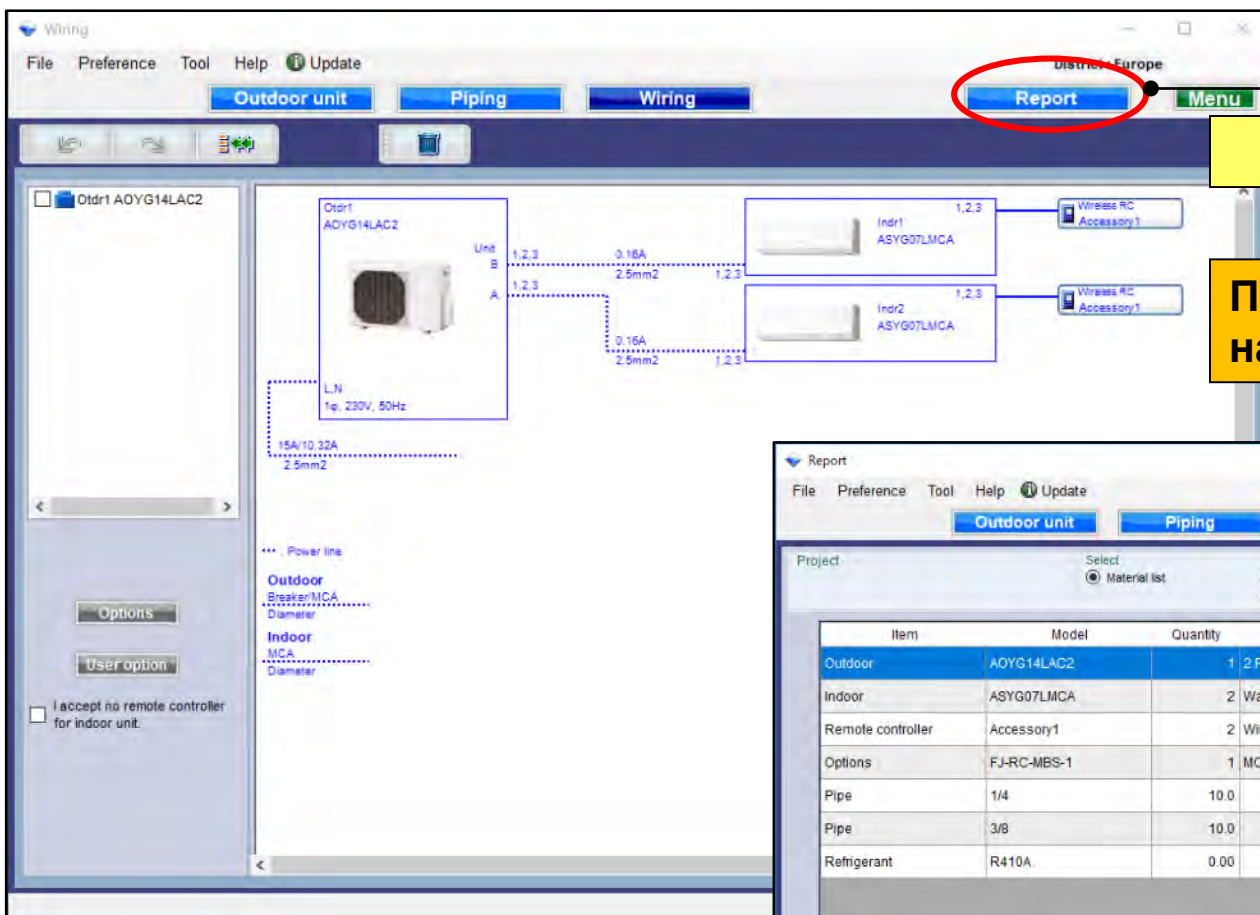 Wiring
File Preference Tool Help Update
District : Europe
Outdoor unit Piping Wiring Report Menu
Otdr1 AOYG14LAC2
Otdr1
AOYG14LAC2
Unit
B 1,2,3
A 1,2,3
L,N
1φ, 230V, 50Hz
15A/10.32A
2.5mm2
0.16A
2.5mm2 1,2,3
0.16A
2.5mm2 1,2,3
1,2,3
Indr1
ASYG07LMCA
Wireless RC
Accessory1
1,2,3
Indr2
ASYG07LMCA
Wireless RC
Accessory1
П
на
... : Power line
Outdoor
Breaker/MCA
Diameter
Indoor
MCA
Diameter
Options
User option
I accept no remote controller
for indoor unit.
Report
File Preference Tool Help Update
Outdoor unit Piping
Project Select
Material list
Item Model Quantity
Outdoor AOYG14LAC2 1 2
Indoor ASYG07LMCA 2 Wa
Remote controller Accessory1 2 Wi
Options FJ-RC-MBS-1 1
Pipe 1/4 10.0
Pipe 3/8 10.0
Refrigerant R410A 0.00